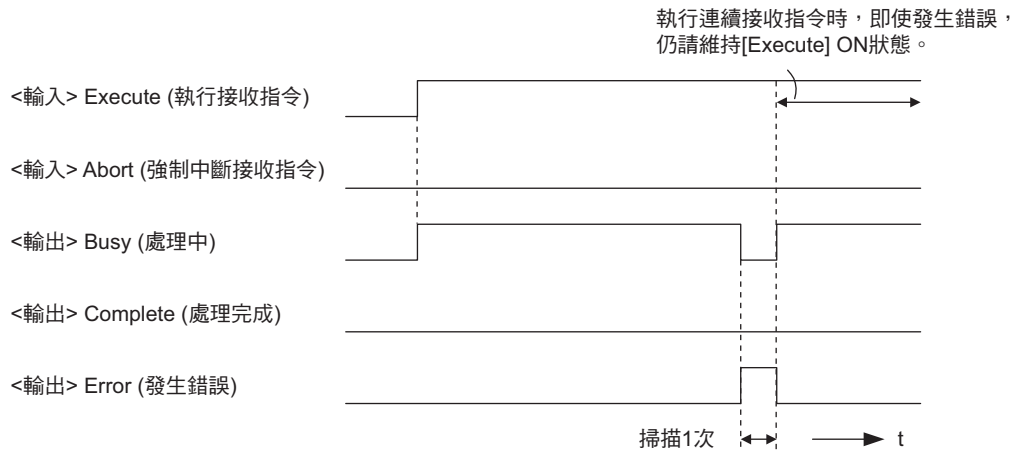 執行連續接收指令時，即使發生錯誤，
仍請維持[Execute] ON狀態。
<輸入> Execute (執行接收指令)
<輸入> Abort (強制中斷接收指令)
<輸出> Busy (處理中)
<輸出> Complete (處理完成)
<輸出> Error (發生錯誤)
掃描1次
t